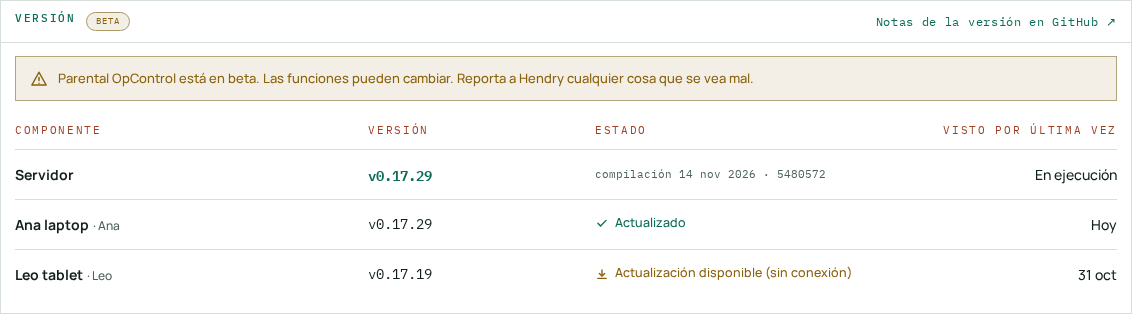 VERSIÓN BETA Notas de la versión en GitHub ↗
Parental OpControl está en beta. Las funciones pueden cambiar. Reporta a Hendry cualquier cosa que se vea mal.
COMPONENTE VERSIÓN ESTADO VISTO POR ÚLTIMA VEZ
Servidor v0.17.29 compilación 14 nov 2026 · 5480572 En ejecución
Ana laptop · Ana v0.17.29 Actualizado Hoy
Leo tablet · Leo v0.17.19 Actualización disponible (sin conexión) 31 oct